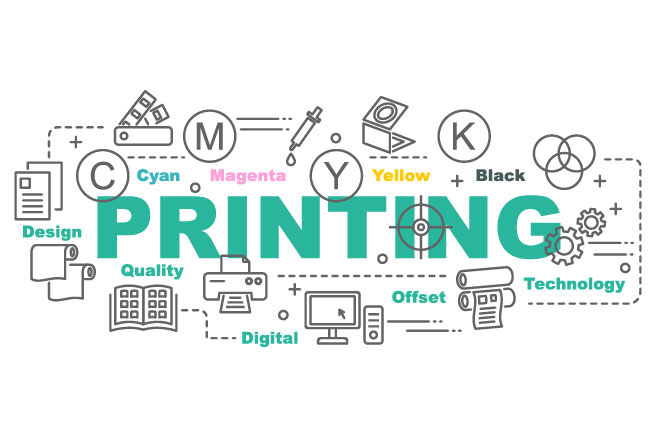 M
K
C
Cyan
Magenta
Y
Yellow
Black
PRINTING
Design
Quality
Technology
Offset
Digital